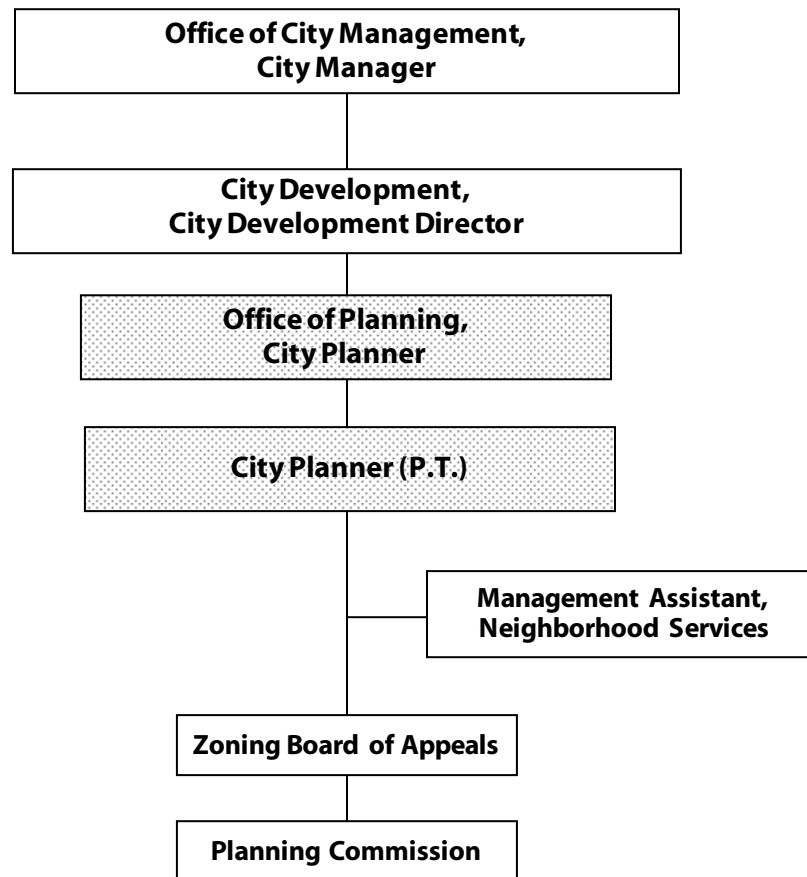 Office of City Management,
City Manager
City Development,
City Development Director
Office of Planning,
City Planner
City Planner (P.T.)
Management Assistant,
Neighborhood Services
Zoning Board of Appeals
Planning Commission